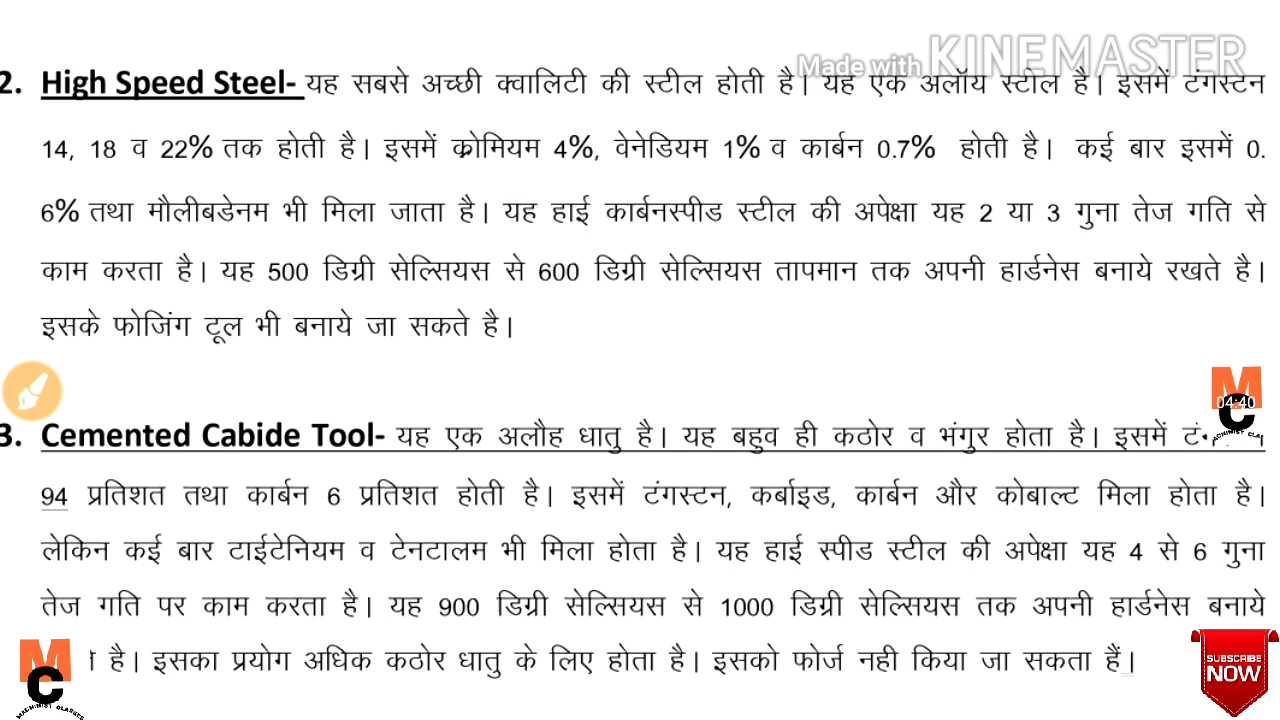 Made with KINEMASTER
2. High Speed Steel- यह सबसे अच्छी क्वालिटी की स्टील होती है। यह एक अलॉय स्टील है। इसमें टंगस्टन
14, 18 व 22% तक होती है। इसमें क्रोमियम 4%, वेनेडियम 1% व कार्बन 0.7% होती है। कई बार इसमें 0.
6% तथा मौलीबडेनम भी मिला जाता है। यह हाई कार्बनस्पीड स्टील की अपेक्षा यह 2 या 3 गुना तेज गति से
काम करता है। यह 500 डिग्री सेल्सियस से 600 डिग्री सेल्सियस तापमान तक अपनी हार्डनेस बनाये रखते है।
इसके फोजिंग टूल भी बनाये जा सकते है।
M
C
04:40
MACHINIST CLAS
3. Cemented Cabide Tool- यह एक अलौह धातु है। यह बहुव ही कठोर व भंगुर होता है। इसमें
94 प्रतिशत तथा कार्बन 6 प्रतिशत होती है। इसमें टंगस्टन, कर्बाइड, कार्बन और कोबाल्ट मिला होता है।
लेकिन कई बार टाईटेनियम व टेनटालम भी मिला होता है। यह हाई स्पीड स्टील की अपेक्षा यह 4 से 6 गुना
तेज गति पर काम करता है। यह 900 डिग्री सेल्सियस से 1000 डिग्री सेल्सियस तक अपनी हार्डनेस बनाये
है। इसका प्रयोग अधिक कठोर धातु के लिए होता है। इसको फोर्ज नही किया जा सकता हैं।
M
C
MACHINIST CLASSES
SUBSCRIBE
NOW